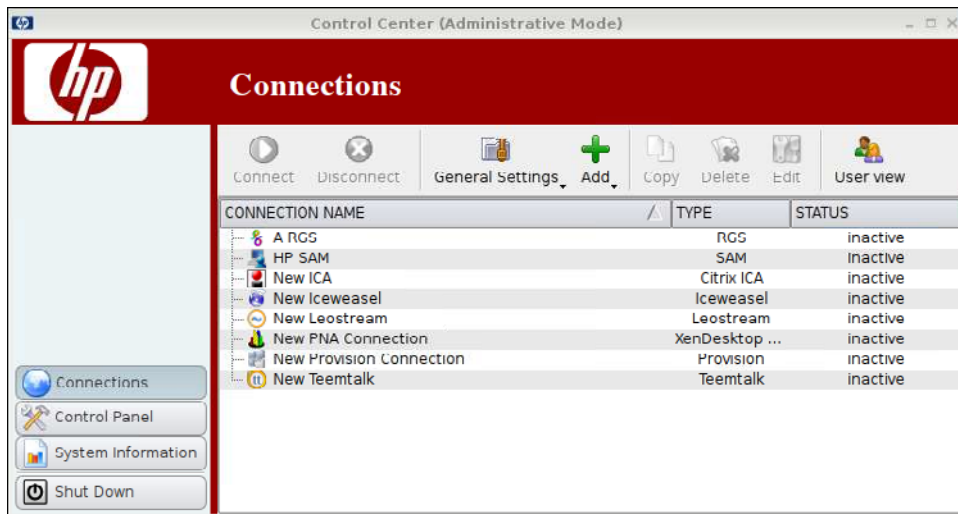 Control Center (Administrative Mode)
hp
Connections
Connect Disconnect General Settings Add Copy Delete Edit User view
CONNECTION NAME TYPE STATUS
A RGS RGS inactive
HP SAM SAM inactive
New ICA Citrix ICA inactive
New Iceweasel Iceweasel inactive
New Leostream Leostream inactive
New PNA Connection XenDesktop ... inactive
New Provision Connection Provision inactive
tt New Teemtalk Teemtalk inactive
Connections
Control Panel
System Information
Shut Down